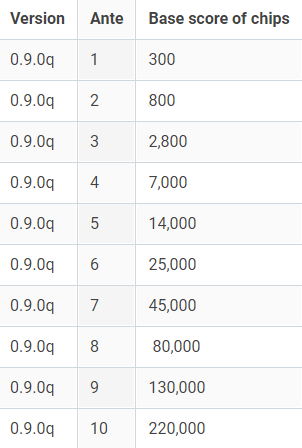 Version Ante Base score of chips
0.9.0q 1 300
0.9.0q 2 800
0.9.0q 3 2,800
0.9.0q 4 7,000
0.9.0q 5 14,000
0.9.0q 6 25,000
0.9.0q 7 45,000
0.9.0q 8 80,000
0.9.0q 9 130,000
0.9.0q 10 220,000